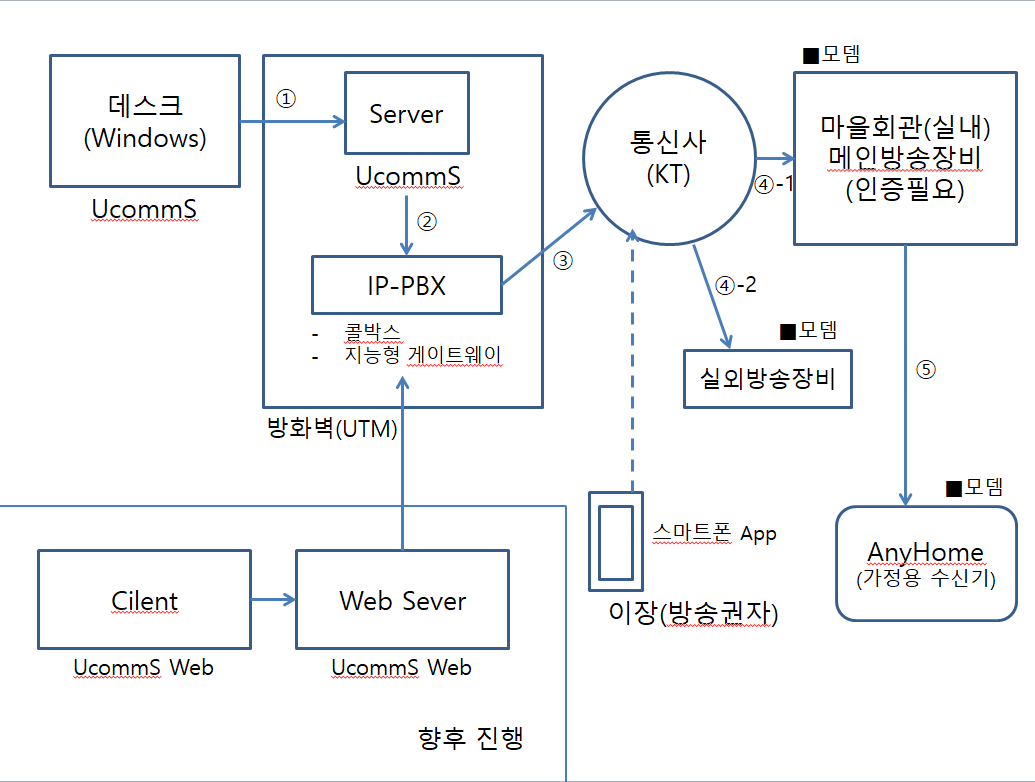 데스크
(Windows)
UcommS
①
Server
UcommS
②
IP-PBX
- 콜박스
- 지능형 게이트웨이
방화벽(UTM)
③
통신사
(KT)
④-1
④-2
■모뎀
마을회관(실내)
메인방송장비
(인증필요)
■모뎀
실외방송장비
⑤
■모뎀
AnyHome
(가정용 수신기)
스마트폰 App
이장(방송권자)
Cilent
UcommS Web
Web Sever
UcommS Web
향후 진행